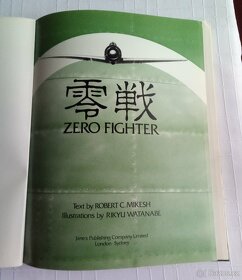 零戦
ZERO FIGHTER
Text by ROBERT C. MIKESH
Illustrations by RIKYU WATANABE
Jane's Publishing Company Limited
London · Sydney